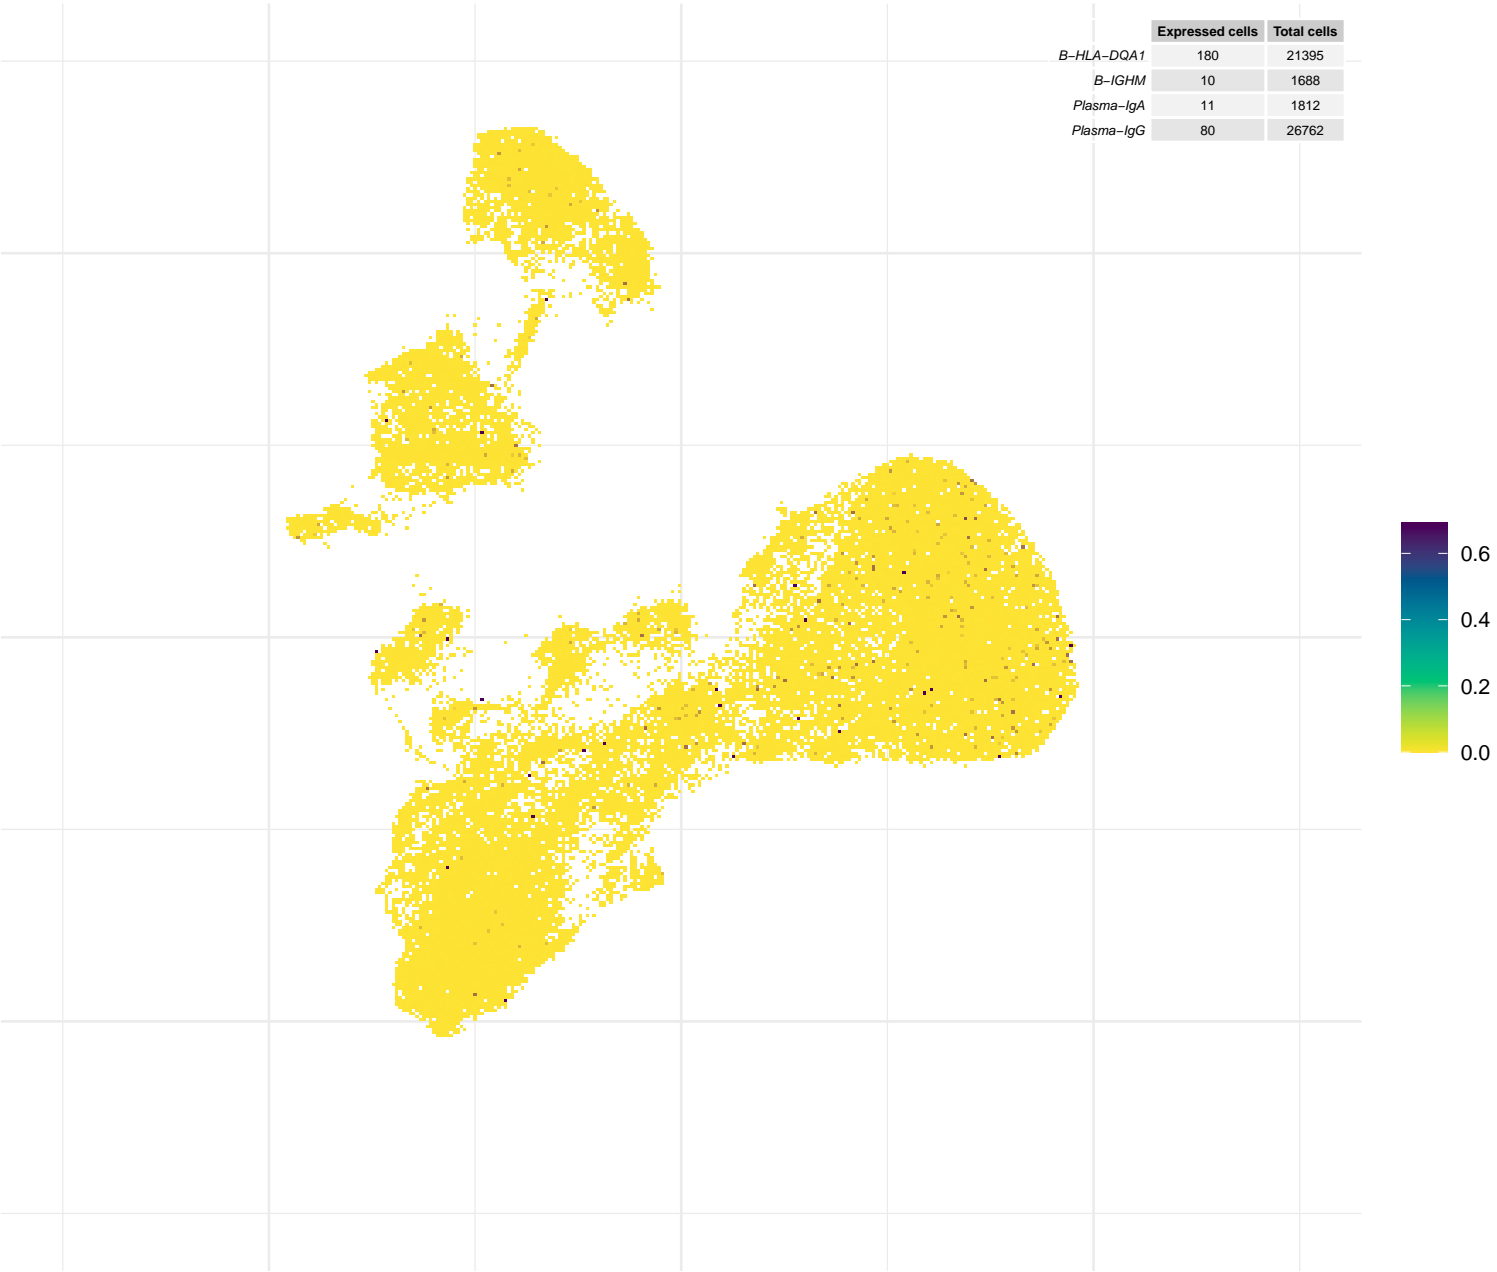 Expressed cells Total cells
B−HLA−DQA1 180 21395
B−IGHM 10 1688
Plasma−IgA 11 1812
Plasma−IgG 80 26762
0.6
0.4
0.2
0.0